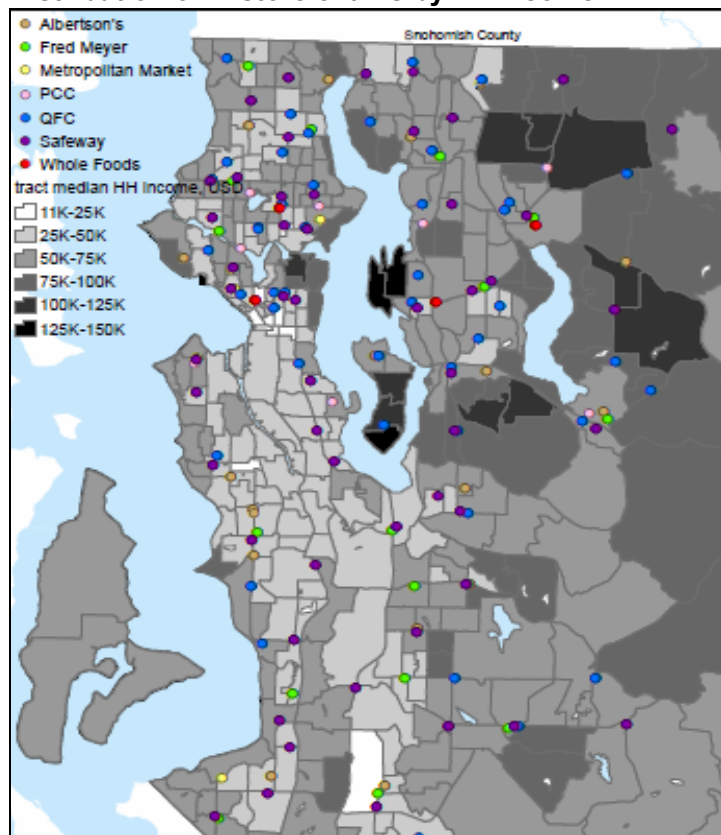 Albertson's
Snohomish County
Fred Meyer
Metropolitan Market
PCC
QFC
Safeway
Whole Foods
tract median HH Income, USD
11K-25K
25K-50K
50K-75K
75K-100K
100K-125K
125K-150K